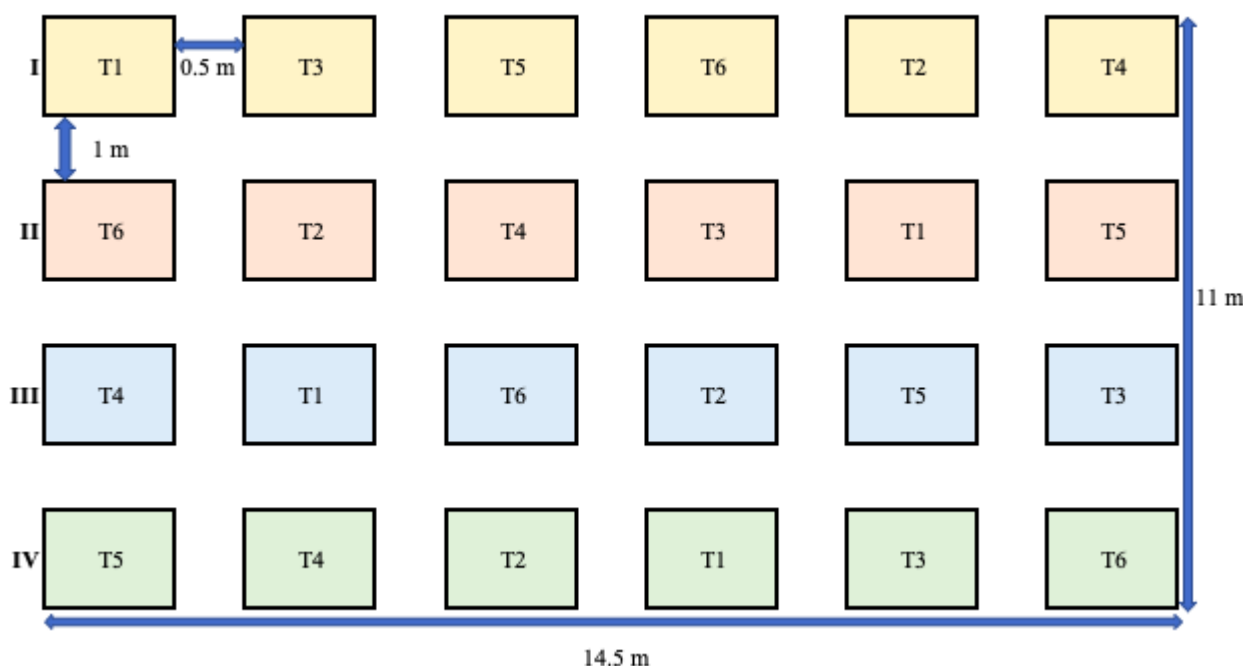 I T1 0.5 m T3 T5 T6 T2 T4
1 m
II T6 T2 T4 T3 T1 T5
11 m
III T4 T1 T6 T2 T5 T3
IV T5 T4 T2 T1 T3 T6
14.5 m